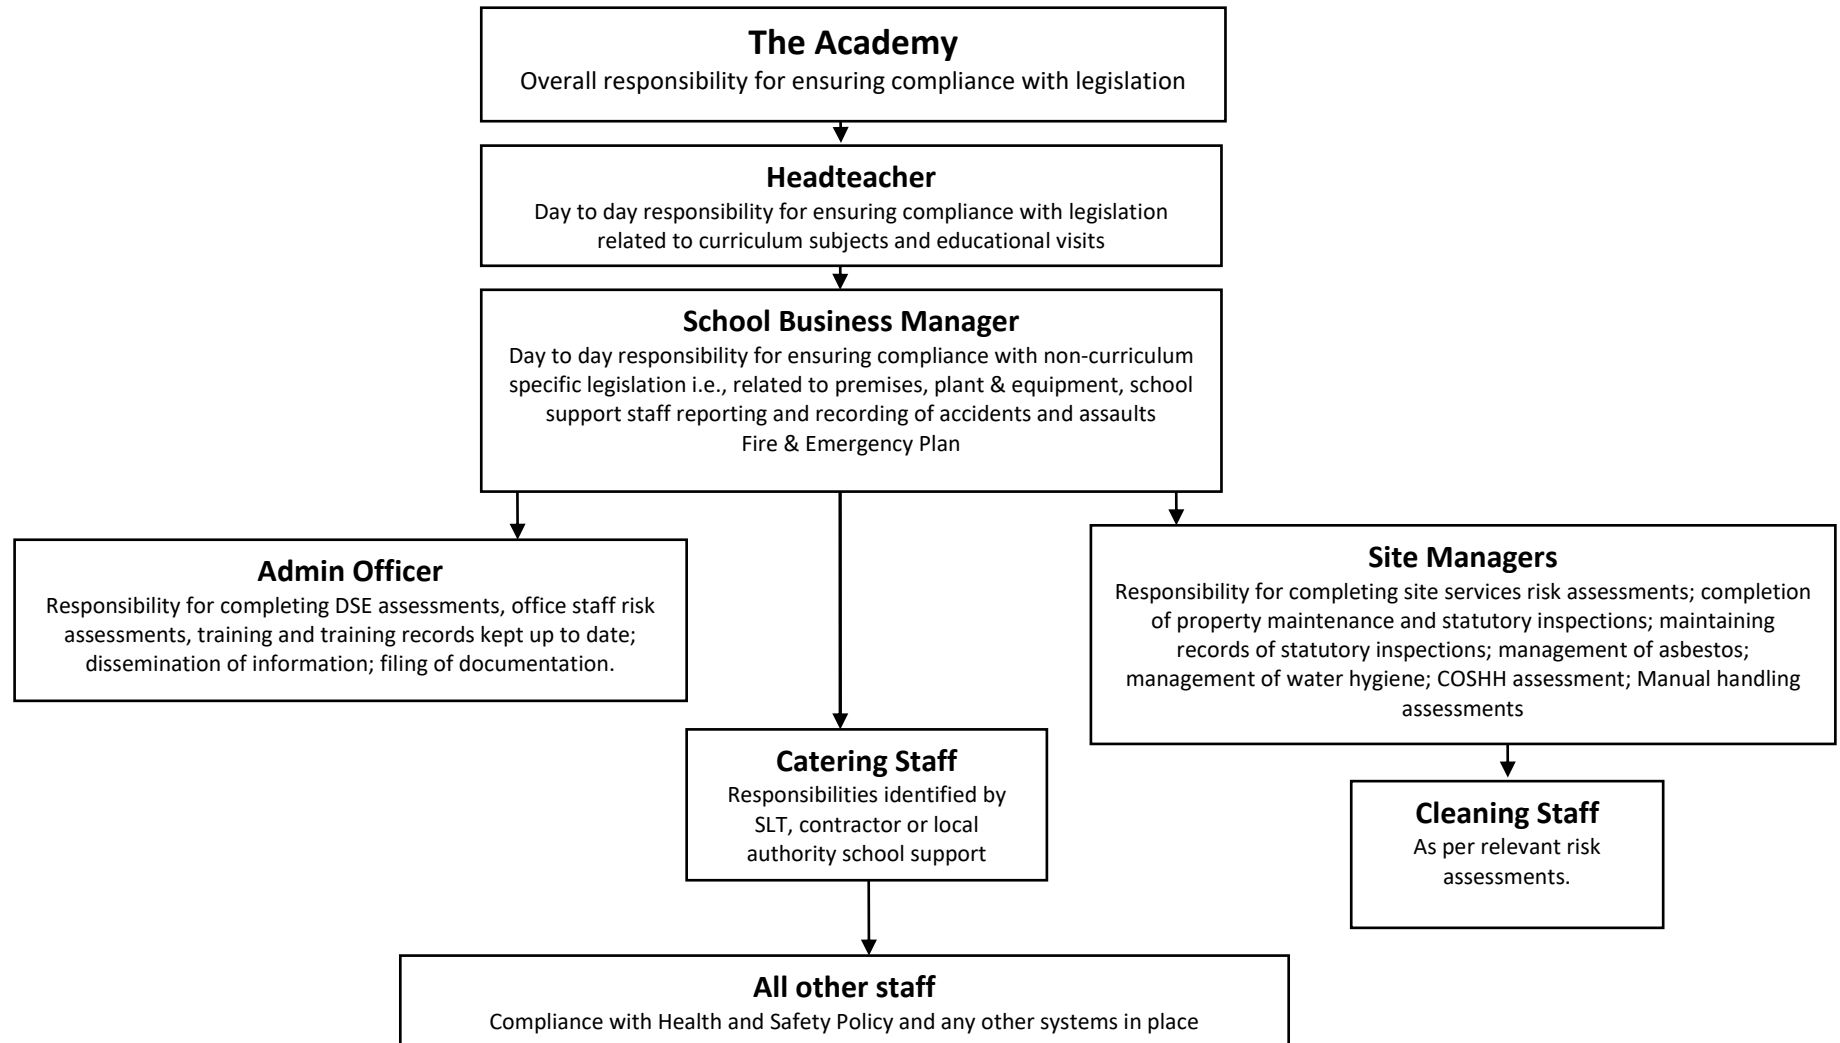 The Academy
Overall responsibility for ensuring compliance with legislation
Headteacher
Day to day responsibility for ensuring compliance with legislation
related to curriculum subjects and educational visits
School Business Manager
Day to day responsibility for ensuring compliance with non-curriculum
specific legislation i.e., related to premises, plant & equipment, school
support staff reporting and recording of accidents and assaults
Fire & Emergency Plan
Admin Officer
Responsibility for completing DSE assessments, office staff risk
assessments, training and training records kept up to date;
dissemination of information; filing of documentation.
Site Managers
Responsibility for completing site services risk assessments; completion
of property maintenance and statutory inspections; maintaining
records of statutory inspections; management of asbestos;
management of water hygiene; COSHH assessment; Manual handling
assessments
Catering Staff
Responsibilities identified by
SLT, contractor or local
authority school support
Cleaning Staff
As per relevant risk
assessments.
All other staff
Compliance with Health and Safety Policy and any other systems in place